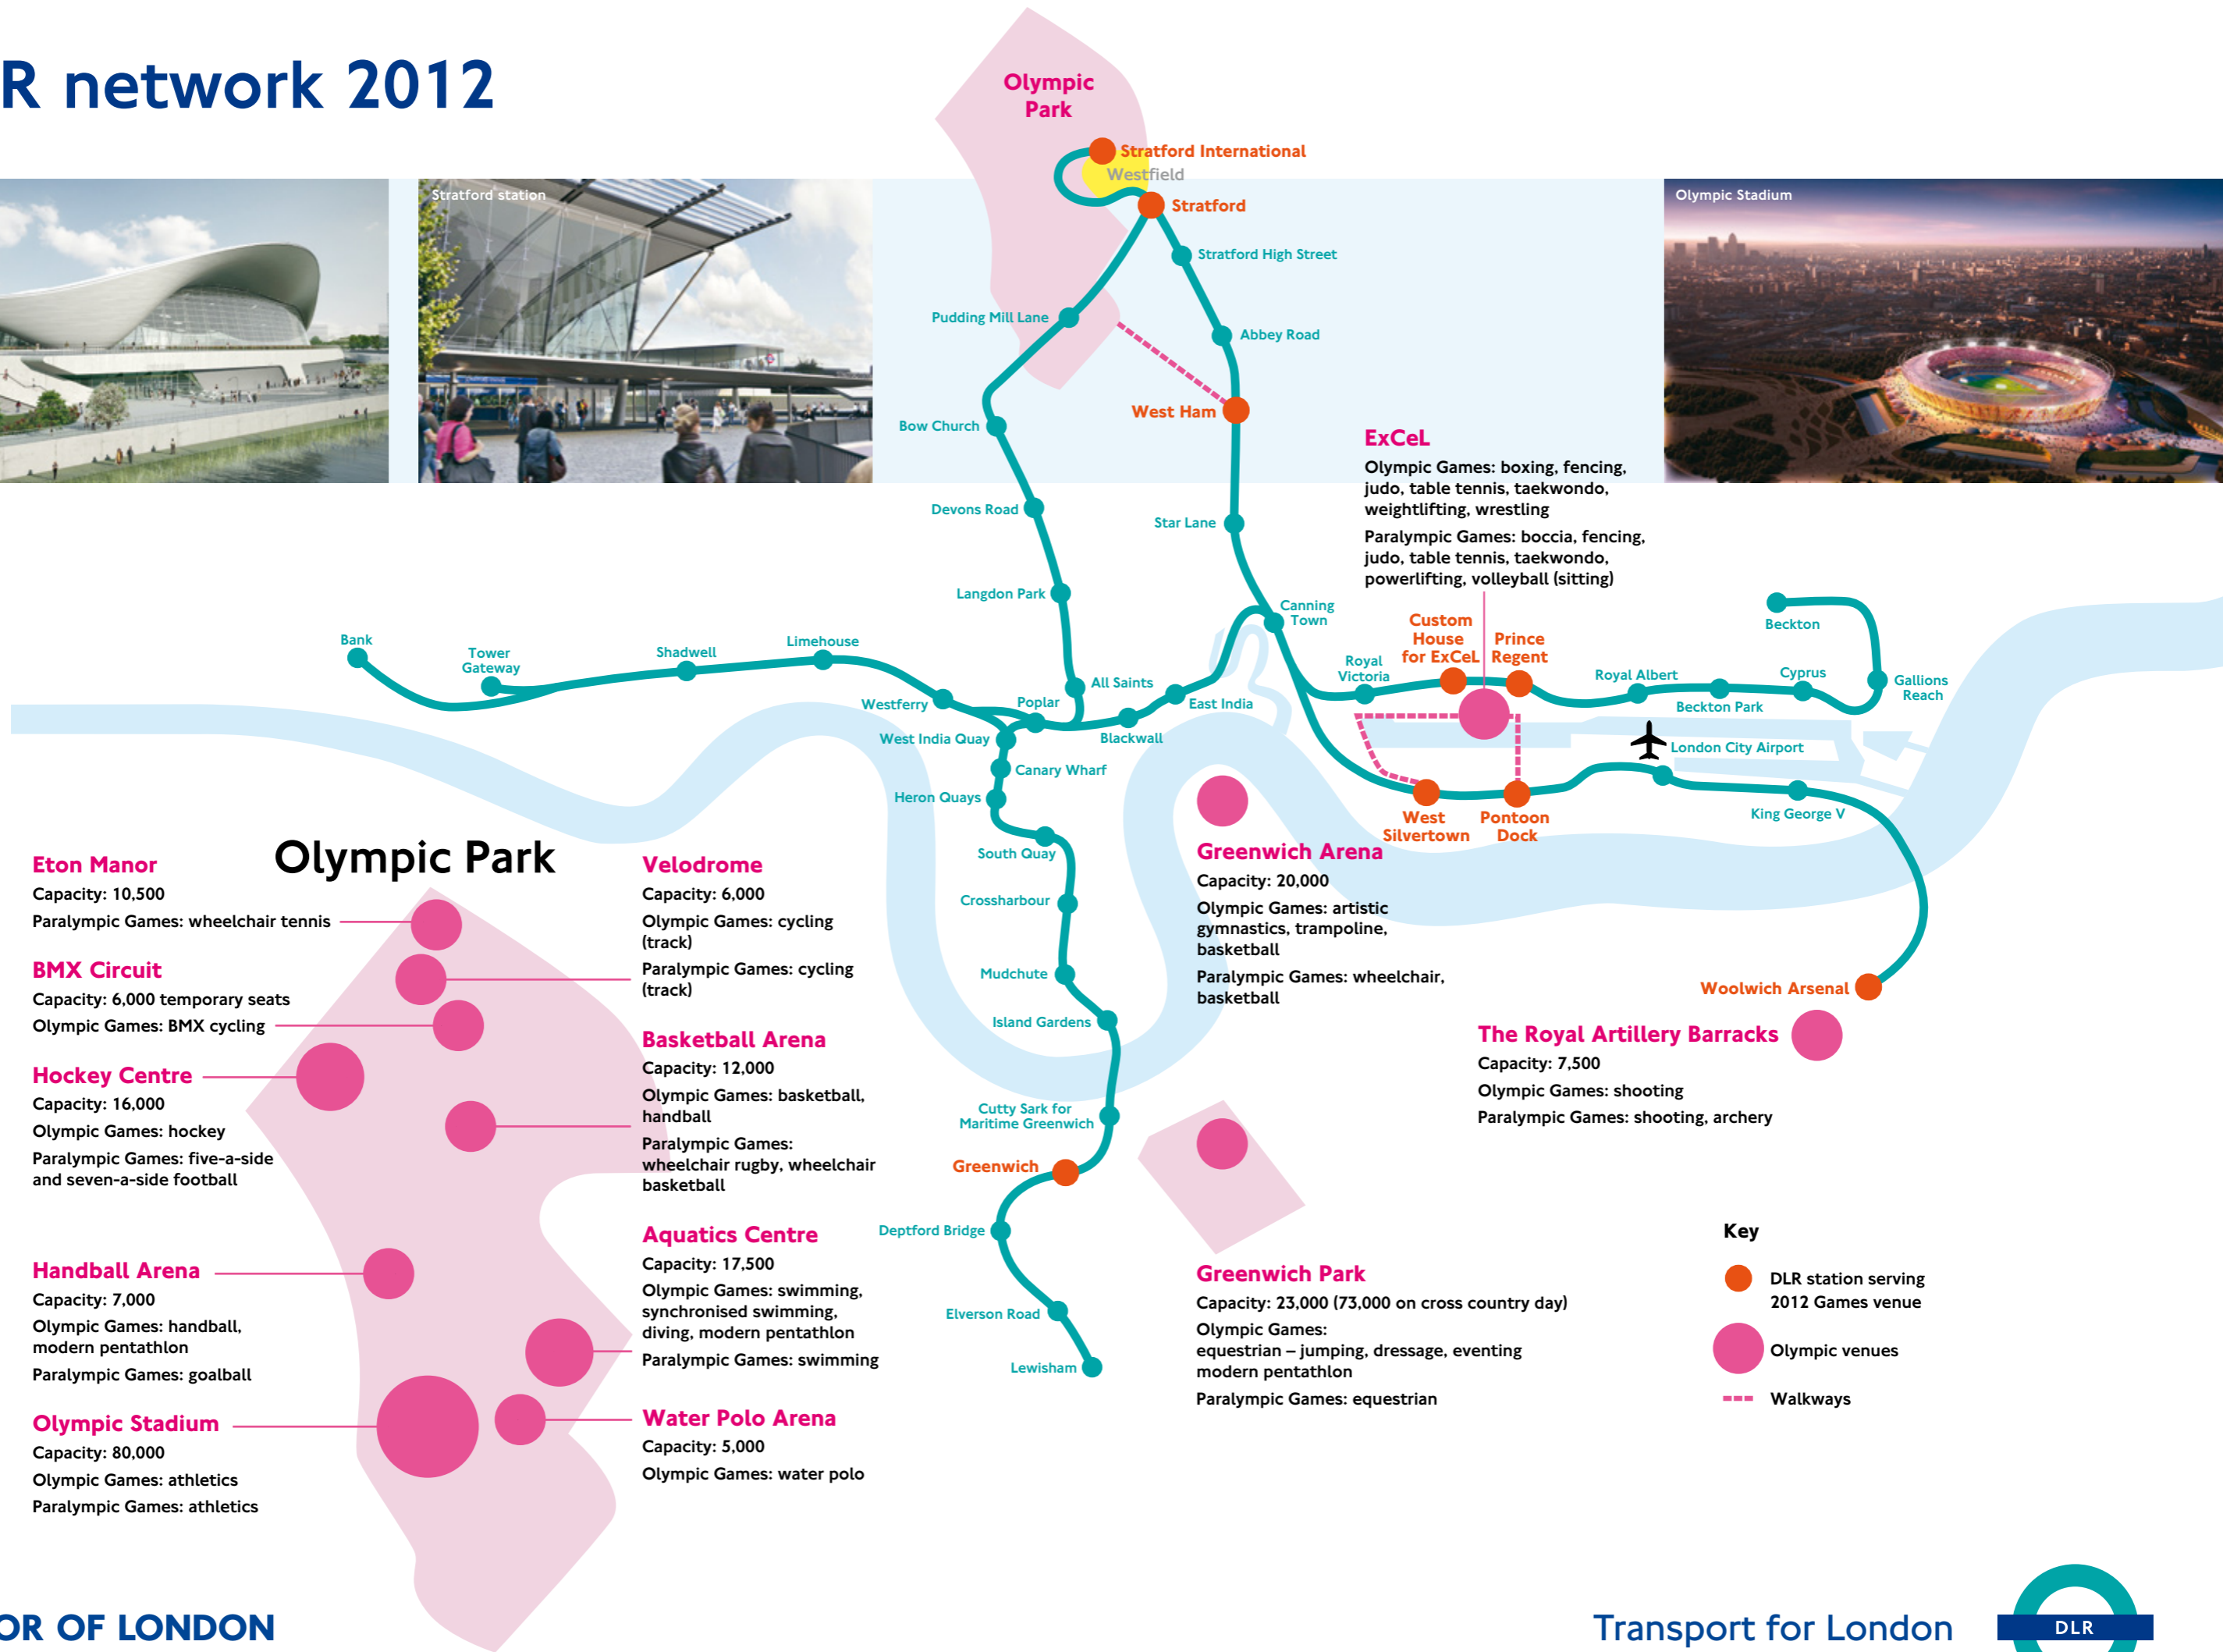 R network 2012
Olympic
Park
Stratford International
Westfield
Stratford
Stratford station
Olympic Stadium
Stratford High Street
Pudding Mill Lane
Abbey Road
West Ham
Bow Church
Devons Road
Star Lane
Langdon Park
ExCeL
Olympic Games: boxing, fencing,
judo, table tennis, taekwondo,
weightlifting, wrestling
Paralympic Games: boccia, fencing,
judo, table tennis, taekwondo,
powerlifting, volleyball (sitting)
Canning
Town
Custom
House
for ExCeL
Prince
Regent
Beckton
Bank
Tower
Gateway
Shadwell
Limehouse
Westferry
Poplar
All Saints
East India
Blackwall
Royal
Victoria
Royal Albert
Beckton Park
Cyprus
Gallions
Reach
West India Quay
Canary Wharf
Heron Quays
London City Airport
King George V
West
Silvertown
Pontoon
Dock
South Quay
Crossharbour
Mudchute
Island Gardens
Cutty Sark for
Maritime Greenwich
Greenwich
Deptford Bridge
Elverson Road
Lewisham
Woolwich Arsenal
Olympic Park
Eton Manor
Capacity: 10,500
Paralympic Games: wheelchair tennis
BMX Circuit
Capacity: 6,000 temporary seats
Olympic Games: BMX cycling
Hockey Centre
Capacity: 16,000
Olympic Games: hockey
Paralympic Games: five-a-side
and seven-a-side football
Handball Arena
Capacity: 7,000
Olympic Games: handball,
modern pentathlon
Paralympic Games: goalball
Olympic Stadium
Capacity: 80,000
Olympic Games: athletics
Paralympic Games: athletics
Velodrome
Capacity: 6,000
Olympic Games: cycling
(track)
Paralympic Games: cycling
(track)
Basketball Arena
Capacity: 12,000
Olympic Games: basketball,
handball
Paralympic Games:
wheelchair rugby, wheelchair
basketball
Aquatics Centre
Capacity: 17,500
Olympic Games: swimming,
synchronised swimming,
diving, modern pentathlon
Paralympic Games: swimming
Water Polo Arena
Capacity: 5,000
Olympic Games: water polo
Greenwich Arena
Capacity: 20,000
Olympic Games: artistic
gymnastics, trampoline,
basketball
Paralympic Games: wheelchair,
basketball
The Royal Artillery Barracks
Capacity: 7,500
Olympic Games: shooting
Paralympic Games: shooting, archery
Greenwich Park
Capacity: 23,000 (73,000 on cross country day)
Olympic Games:
equestrian – jumping, dressage, eventing
modern pentathlon
Paralympic Games: equestrian
Key
DLR station serving
2012 Games venue
Olympic venues
Walkways
OR OF LONDON
Transport for London
DLR